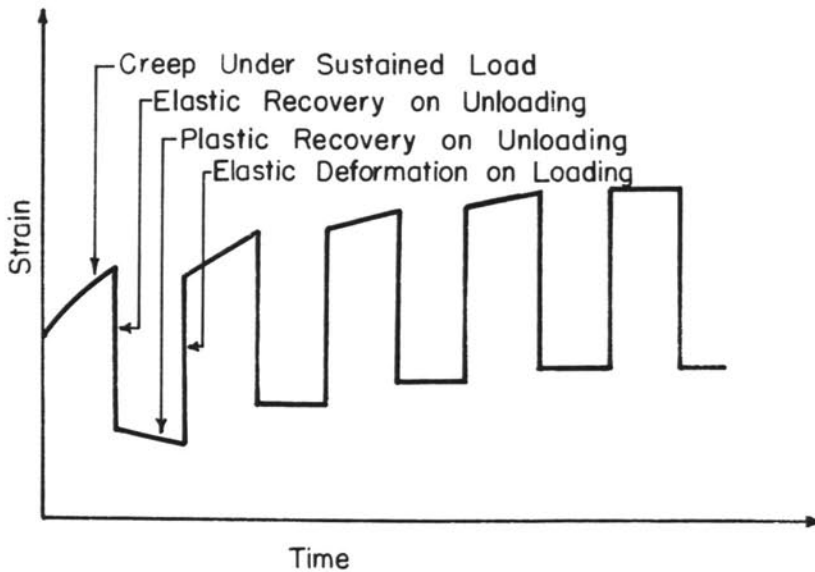 Creep Under Sustained Load
Elastic Recovery on Unloading
Plastic Recovery on Unloading
Elastic Deformation on Loading
Strain
Time